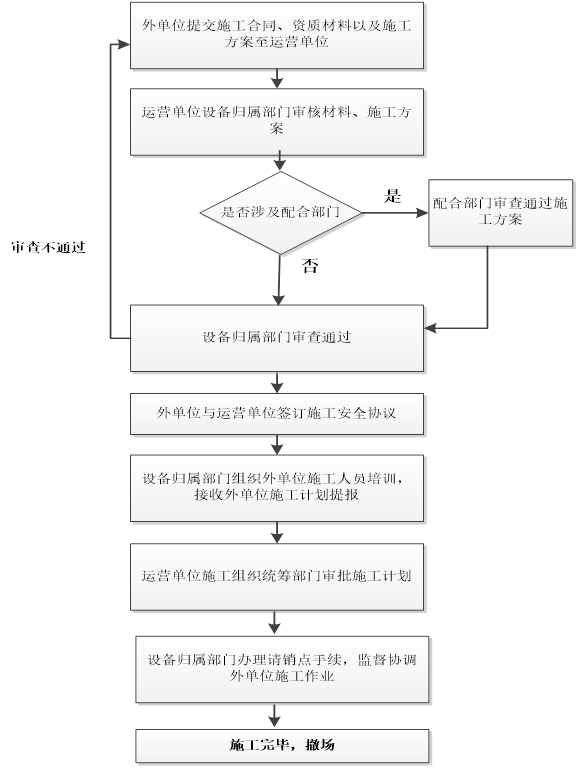 外单位提交施工合同、资质材料以及施工
方案至运营单位
运营单位设备归属部门审核材料、施工方
案
是否涉及配合部门
是
配合部门审查通过施
工方案
审查不通过
否
设备归属部门审查通过
外单位与运营单位签订施工安全协议
设备归属部门组织外单位施工人员培训，
接收外单位施工计划提报
运营单位施工组织统筹部门审批施工计划
设备归属部门办理请销点手续，监督协调
外单位施工作业
施工完毕，撤场